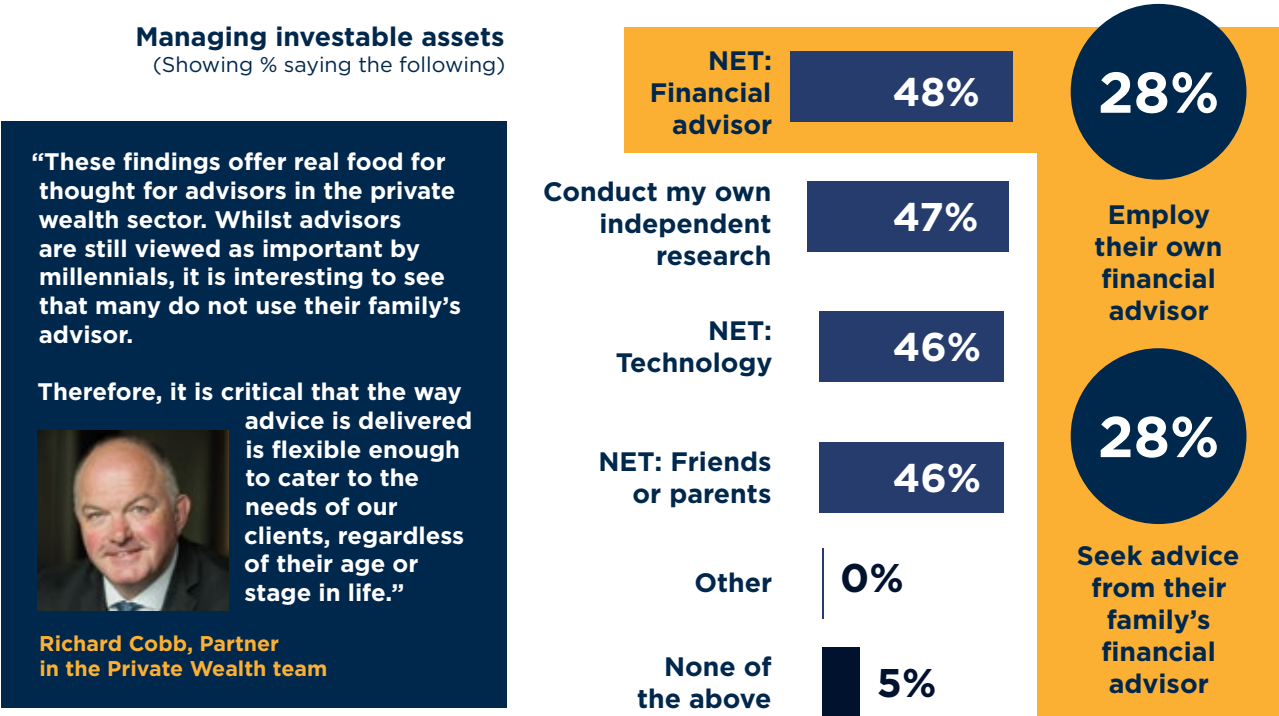 Managing investable assets
(Showing % saying the following)
“These findings offer real food for
thought for advisors in the private
wealth sector. Whilst advisors
are still viewed as important by
millennials, it is interesting to see
that many do not use their family’s
advisor.
Therefore, it is critical that the way
advice is delivered
is flexible enough
to cater to the
needs of our
clients, regardless
of their age or
stage in life.”
Richard Cobb, Partner
in the Private Wealth team
NET:
Financial
advisor
48%
Conduct my own
independent
research
47%
NET:
Technology
46%
NET: Friends
or parents
46%
Other
0%
None of
the above
5%
28%
Employ
their own
financial
advisor
28%
Seek advice
from their
family’s
financial
advisor